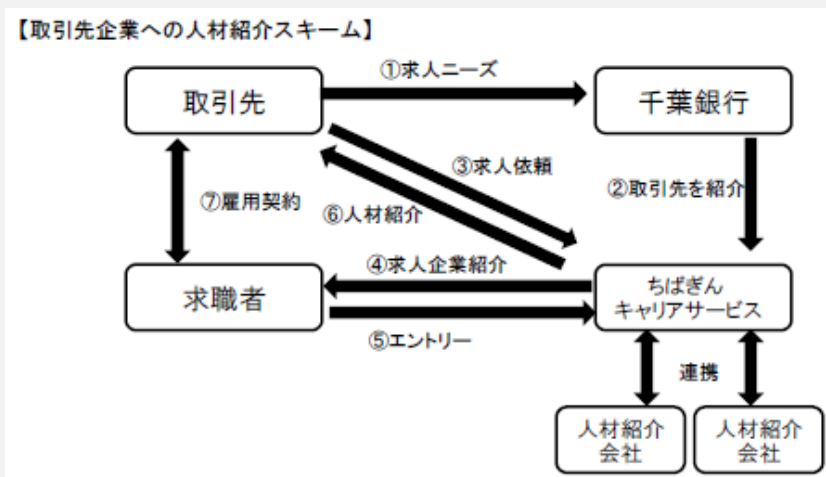 【取引先企業への人材紹介スキーム】
①求人ニーズ
取引先
千葉銀行
③求人依頼
②取引先を紹介
⑦雇用契約
⑥人材紹介
④求人企業紹介
求職者
ちばぎん
キャリアサービス
⑤エントリー
連携
人材紹介
会社
人材紹介
会社